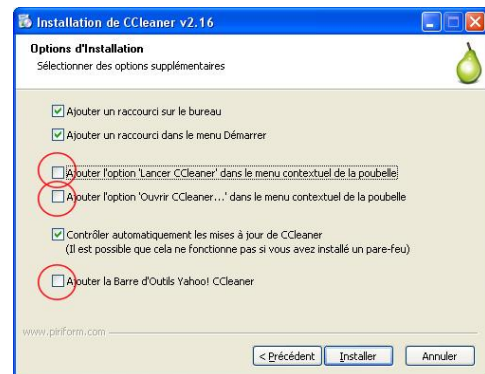 Installation de CCleaner v2.16
Options d'Installation
Sélectionner des options supplémentaires
Ajouter un raccourci sur le bureau
Ajouter un raccourci dans le menu Démarrer
Ajouter l'option 'Lancer CCleaner' dans le menu contextuel de la poubelle
Ajouter l'option 'Ouvrir CCleaner...' dans le menu contextuel de la poubelle
Contrôler automatiquement les mises à jour de CCleaner
(Il est possible que cela ne fonctionne pas si vous avez installé un pare-feu)
Ajouter la Barre d'Outils Yahoo! CCleaner
www.piriform.com
< Précédent Installer Annuler